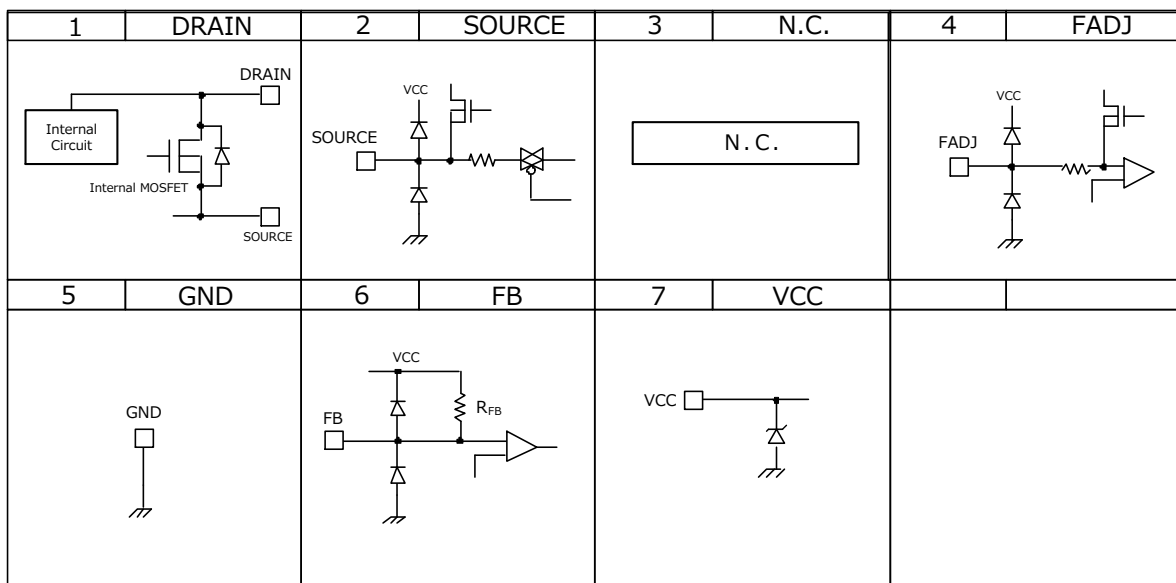 1 DRAIN 2 SOURCE 3 N.C. 4 FADJ
DRAIN
Internal
Circuit
Internal MOSFET
SOURCE
VCC
SOURCE
N.C.
VCC
FADJ
5 GND 6 FB 7 VCC
GND
VCC
FB
RFB
VCC